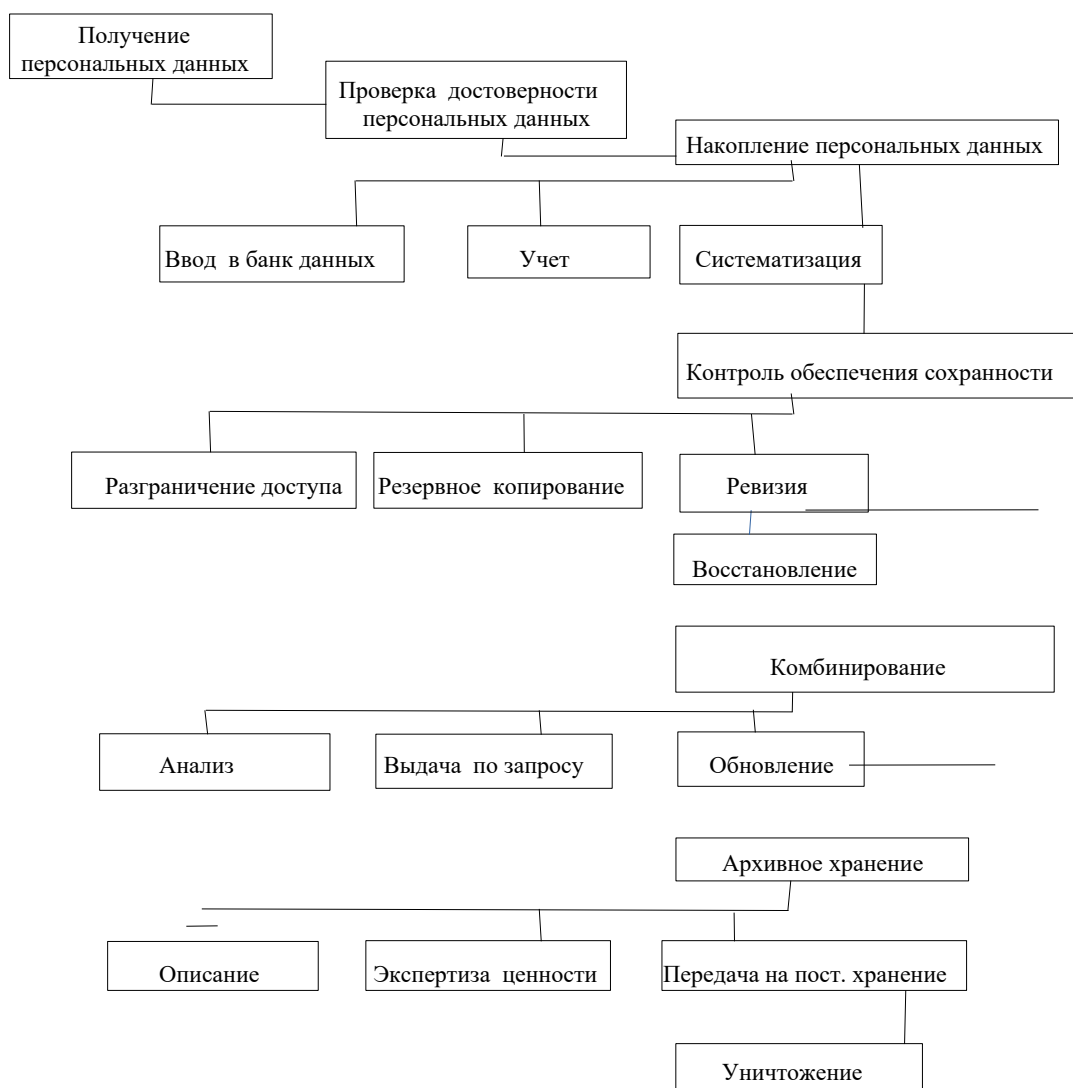 Получение
персональных данных
Проверка достоверности
персональных данных
Накопление персональных данных
Ввод в банк данных
Учет
Систематизация
Контроль обеспечения сохранности
Разграничение доступа
Резервное копирование
Ревизия
Восстановление
Комбинирование
Анализ
Выдача по запросу
Обновление
Архивное хранение
Описание
Экспертиза ценности
Передача на пост. хранение
Уничтожение